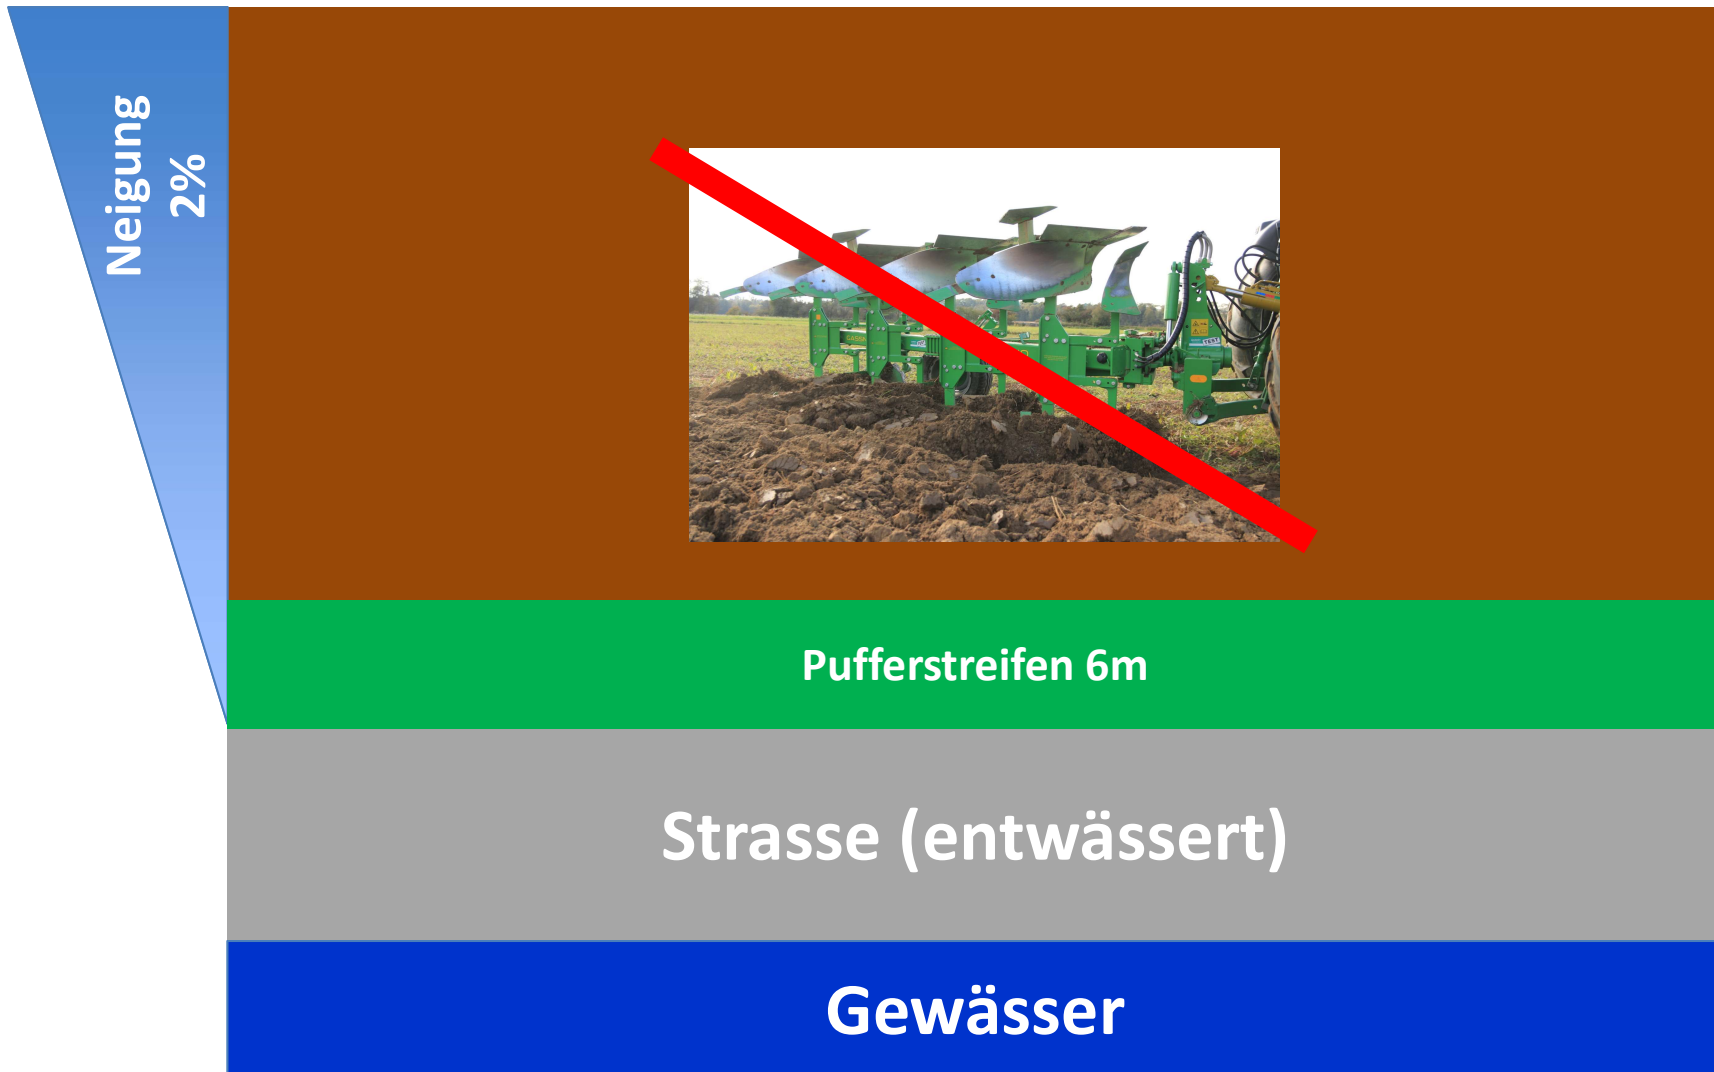 Neigung
2%
Pufferstreifen 6m
Strasse (entwässert)
Gewässer